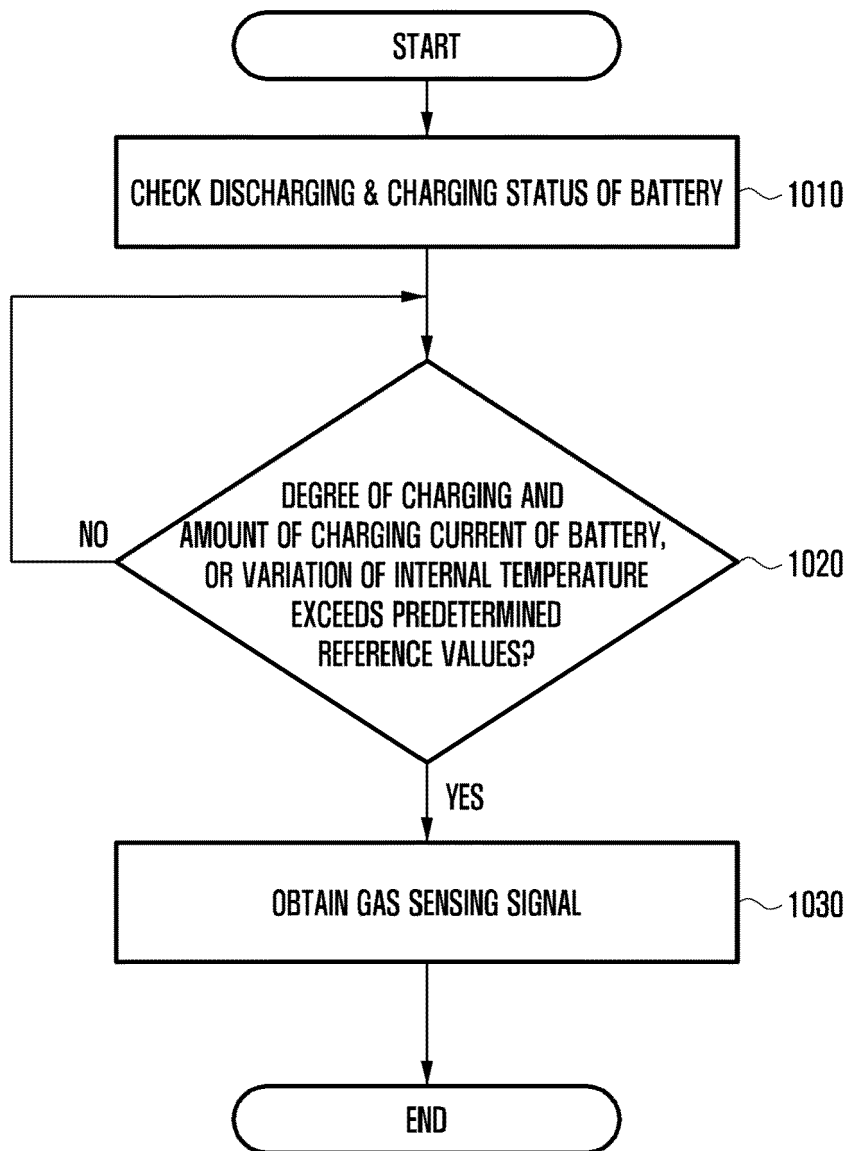 START
CHECK DISCHARGING & CHARGING STATUS OF BATTERY
1010
DEGREE OF CHARGING AND
AMOUNT OF CHARGING CURRENT OF BATTERY,
OR VARIATION OF INTERNAL TEMPERATURE
EXCEEDS PREDETERMINED
REFERENCE VALUES?
NO
1020
YES
OBTAIN GAS SENSING SIGNAL
1030
END